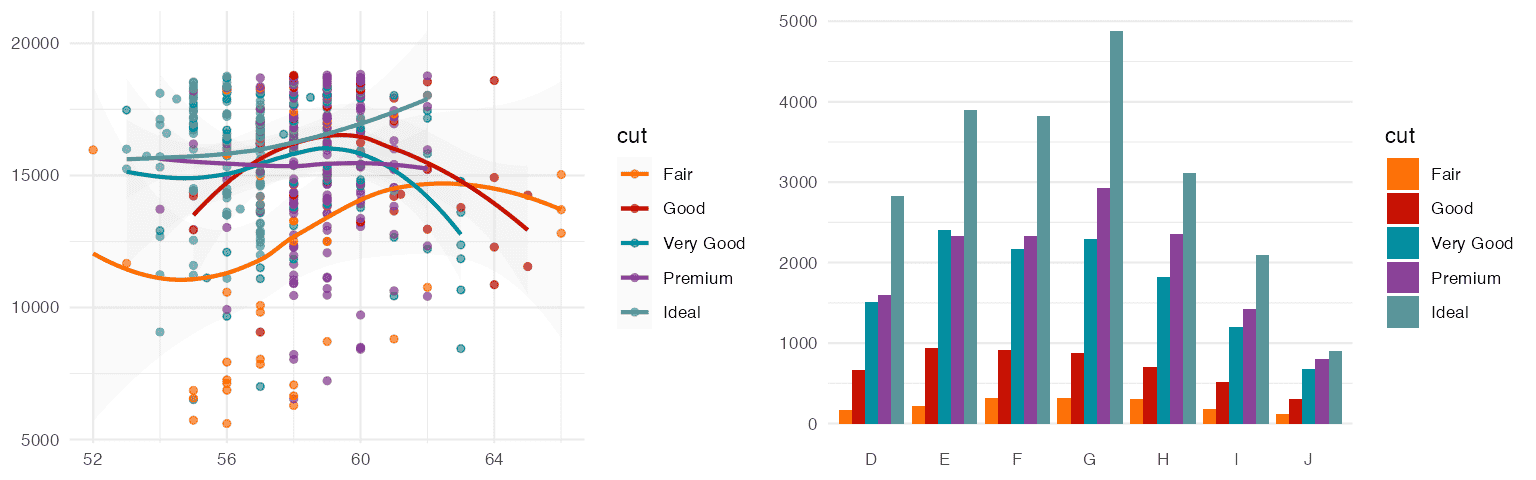 20000
15000
10000
5000
52 56 60 64
cut
Fair
Good
Very Good
Premium
Ideal
5000
4000
3000
2000
1000
0
D E F G H I J
cut
Fair
Good
Very Good
Premium
Ideal